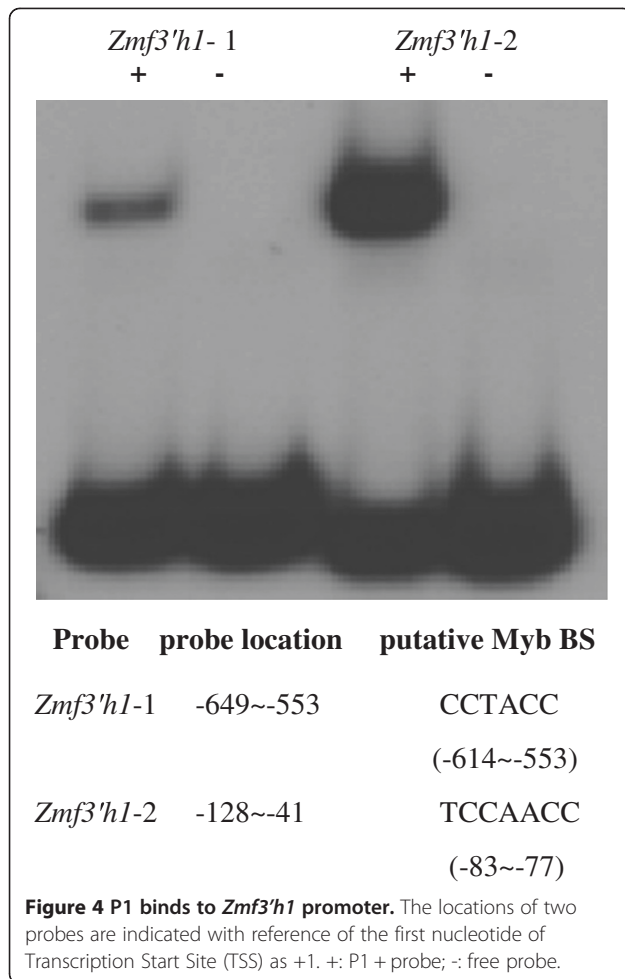 Zmf3'h1- 1 Zmf3'h1-2
+ - + -
Probe probe location putative Myb BS
Zmf3'h1-1 -649~-553 CCTACC
(-614~-553)
Zmf3'h1-2 -128~-41 TCCAACC
(-83~-77)
Figure 4 P1 binds to Zmf3'h1 promoter. The locations of two
probes are indicated with reference of the first nucleotide of
Transcription Start Site (TSS) as +1. +: P1 + probe; -: free probe.